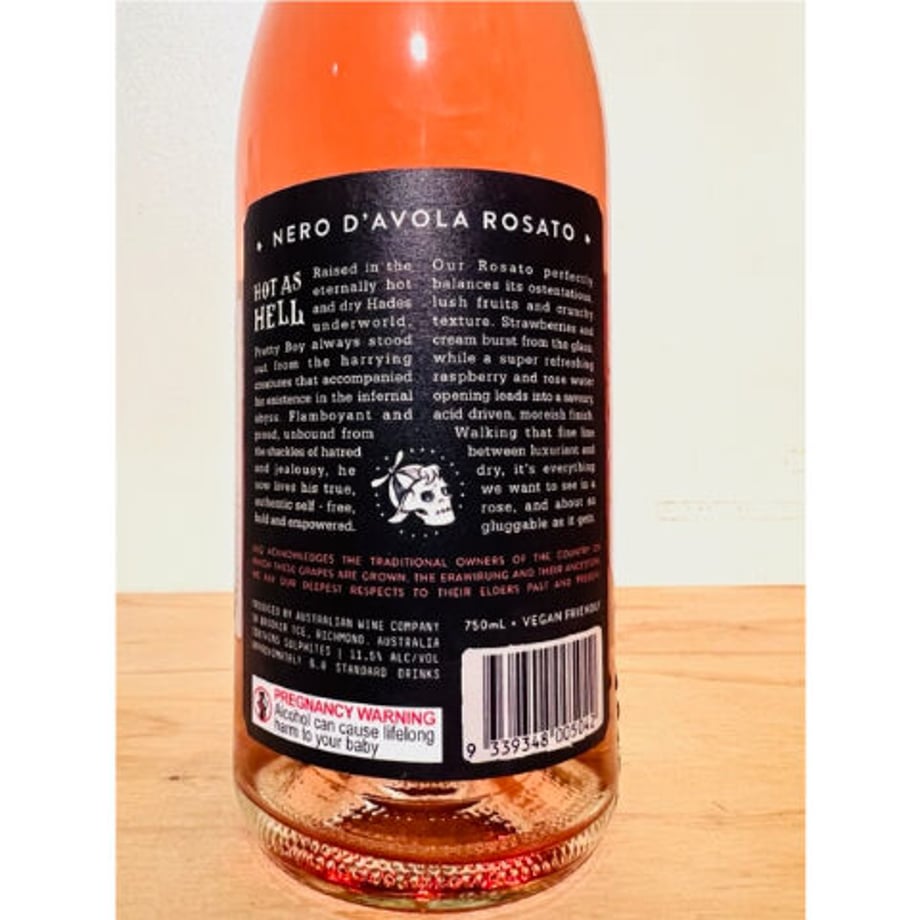 NERO D'AVOLA ROSATO
HOT AS
HELL
Raised in the
eternally hot
and dry Hades
underworld,
Pretty Boy always stood
out from the harrying
creatures that accompanied
his existence in the infernal
abyss. Flamboyant and
proud, unbound from
the shackles of hatred
and jealousy, he
now lives his true,
authentic self - free,
bold and empowered.
Our Rosato perfectly
balances its ostentatious,
lush fruits and crunchy
texture. Strawberries and
cream burst from the glass,
while a super refreshing
raspberry and rose water
opening leads into a savoury,
acid driven, moreish finish.
Walking that fine line
between luxurient and
dry, it's everything
we want to see in a
rose, and about as
gluggable as it gets.
ACKNOWLEDGES THE TRADITIONAL OWNERS OF THE COUNTRY ON
WHICH THESE GRAPES ARE GROWN, THE ERAWIRUNG AND THEIR ANCESTORS.
WE PAY OUR DEEPEST RESPECTS TO THEIR ELDERS PAST AND PRESENT
PRODUCED BY AUSTRALIAN WINE COMPANY
BROUGHAM PCE, RICHMOND, AUSTRALIA
CONTAINS SULPHITES | 11.5% ALC/VOL
APPROXIMATELY 6.8 STANDARD DRINKS
750mL • VEGAN FRIENDLY
PREGNANCY WARNING
Alcohol can cause lifelong
harm to your baby
9 339348 005042